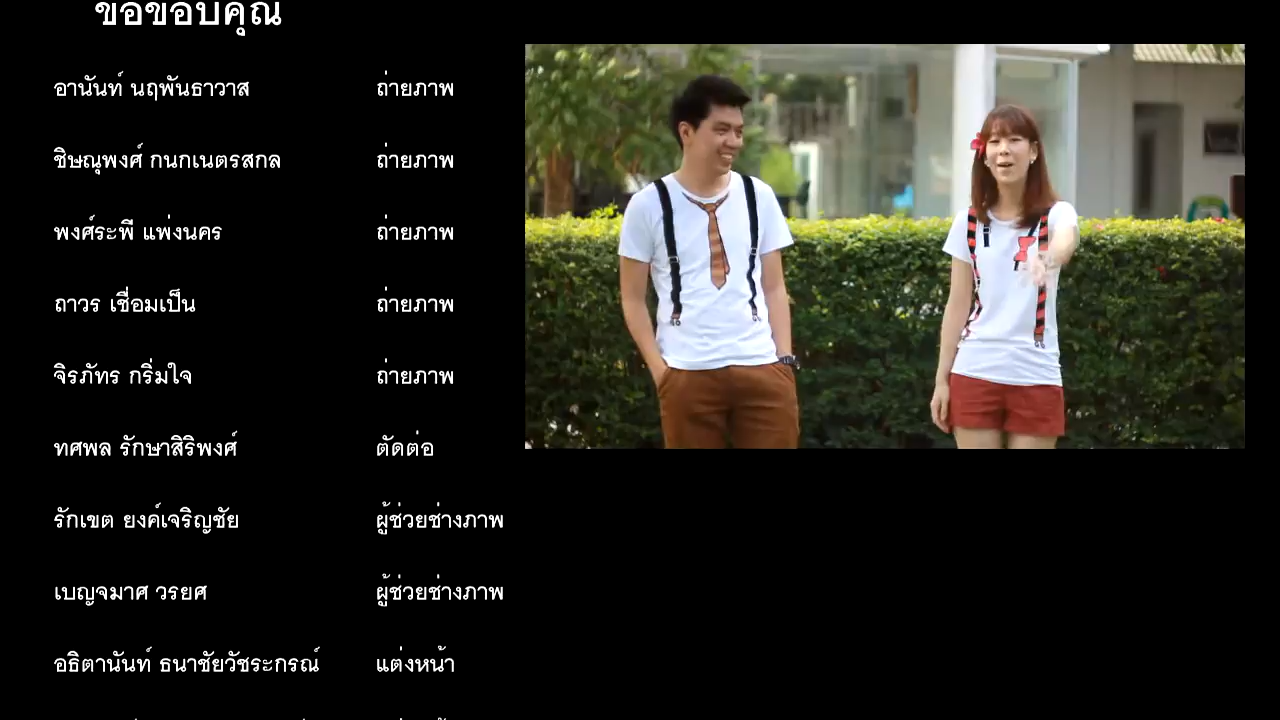 ขอขอบคุณ
อานันท์ นฤพันธาวาส ถ่ายภาพ
ชิษณุพงศ์ กนกเนตรสกล ถ่ายภาพ
พงศ์ระพี แพ่งนคร ถ่ายภาพ
ถาวร เชื่อมเป็น ถ่ายภาพ
จิรภัทร กริ่มใจ ถ่ายภาพ
ทศพล รักษาสิริพงศ์ ตัดต่อ
รักเขต ยงค์เจริญชัย ผู้ช่วยช่างภาพ
เบญจมาศ วรยศ ผู้ช่วยช่างภาพ
อธิตานันท์ ธนาชัยวัชระกรณ์ แต่งหน้า